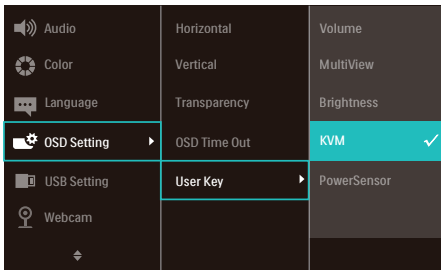 Audio
Color
Language
OSD Setting
USB Setting
Webcam
Horizontal
Vertical
Transparency
OSD Time Out
User Key
Volume
MultiView
Brightness
KVM
PowerSensor